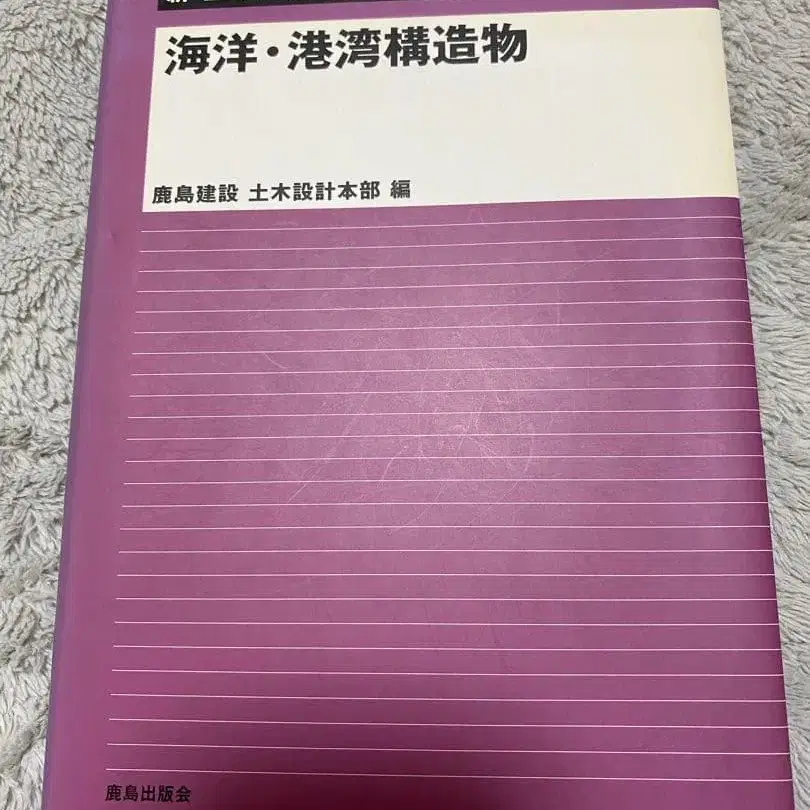 海洋・港湾構造物
鹿島建設 土木設計本部 編
鹿島出版会